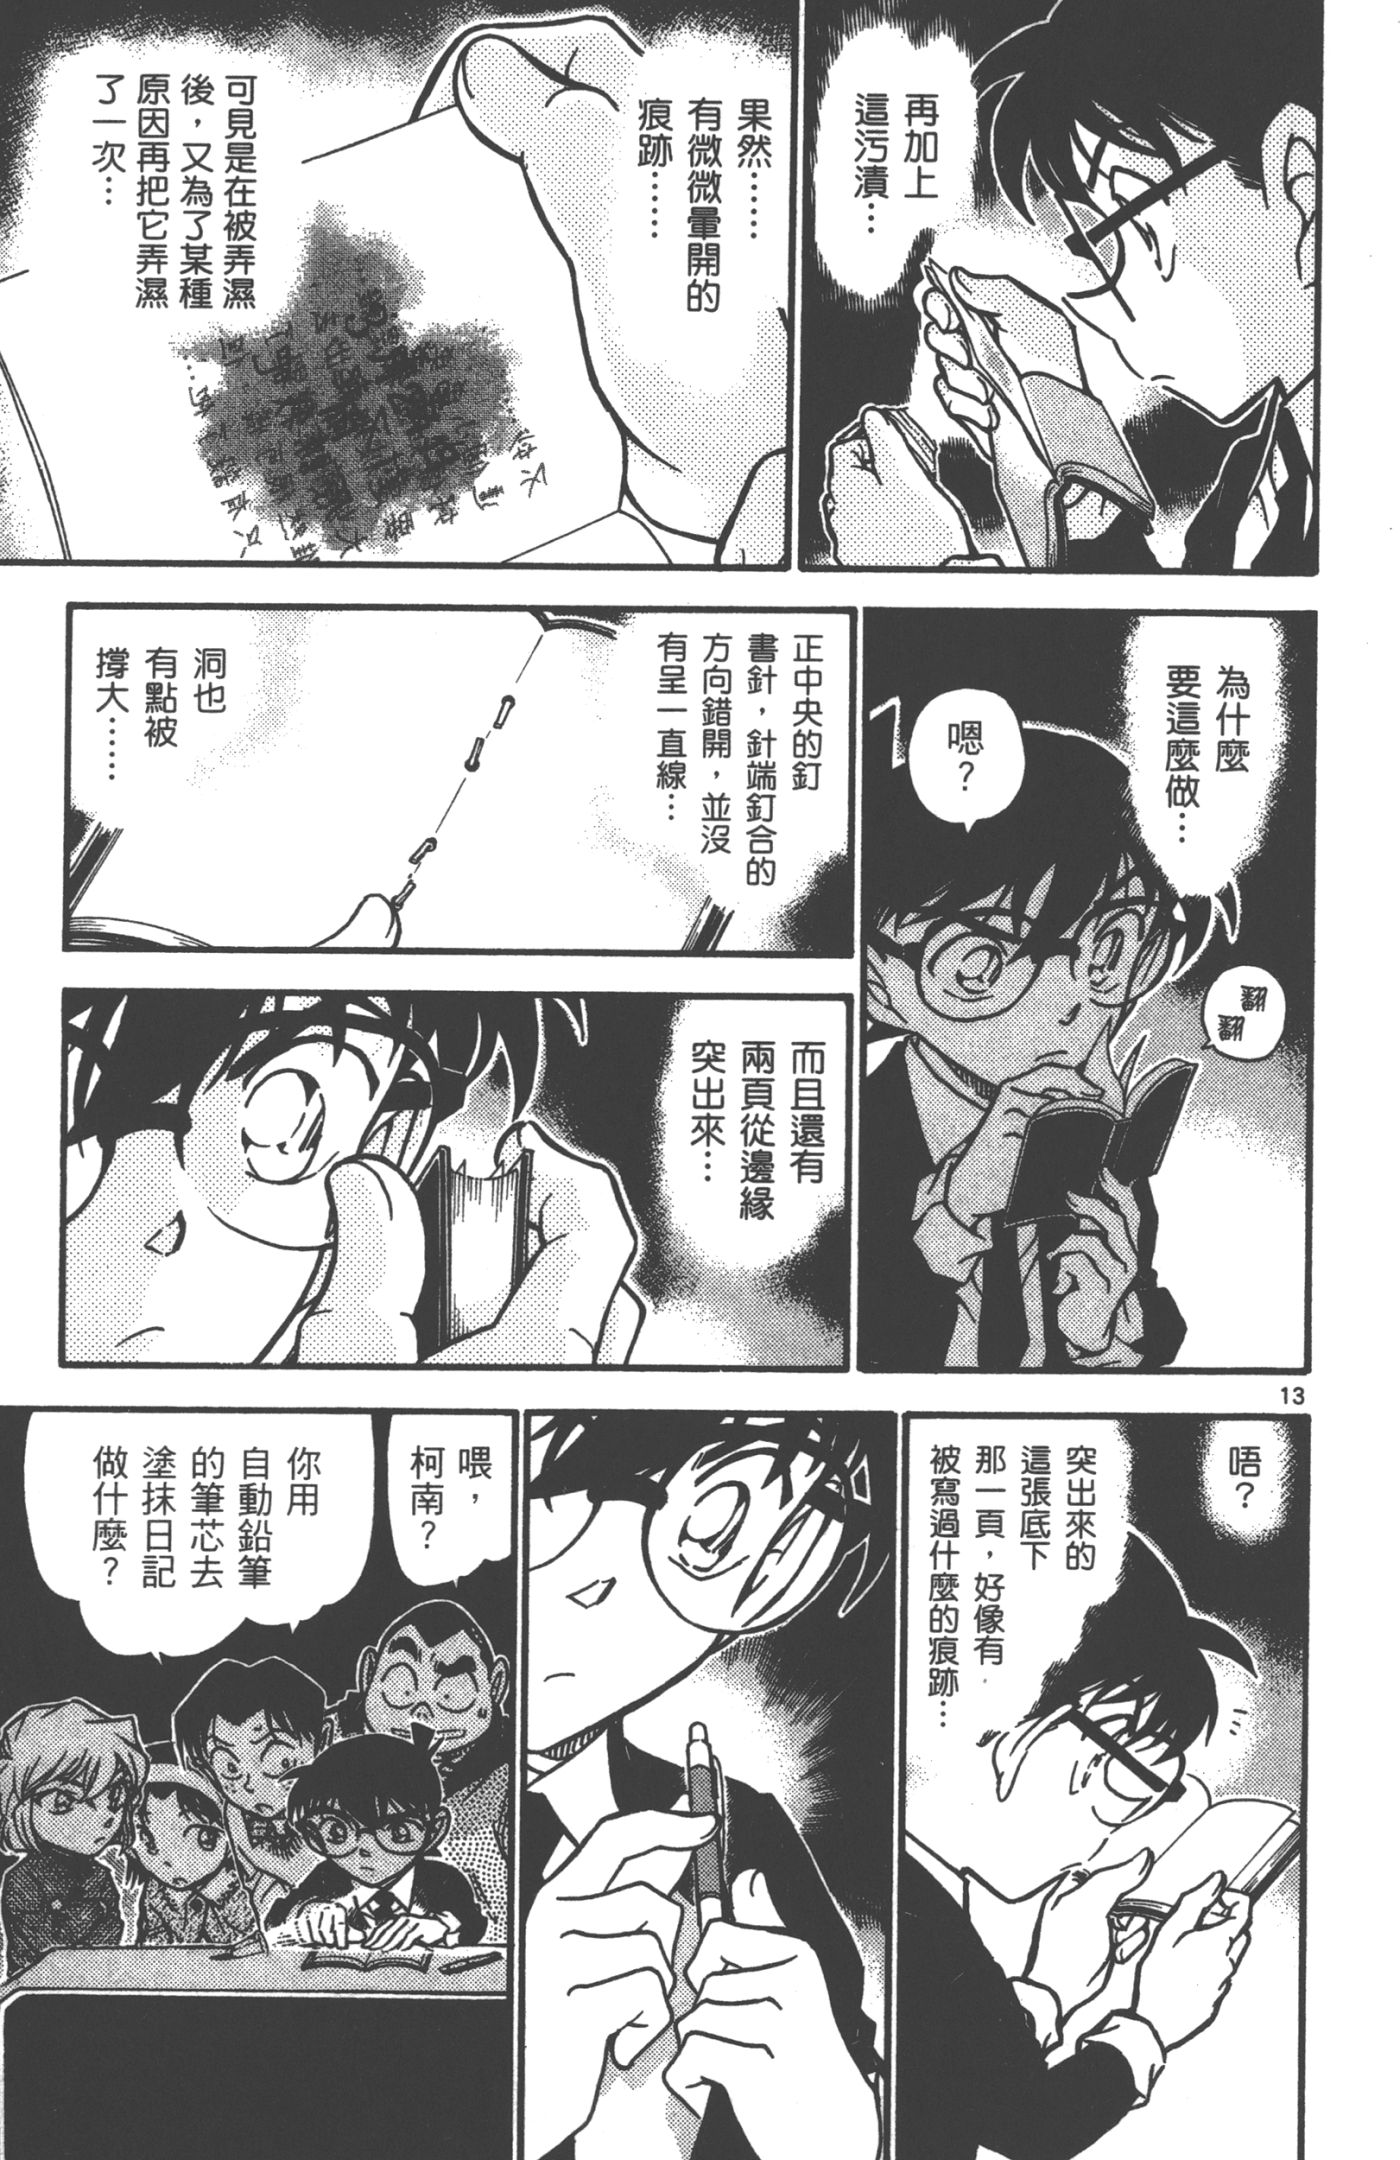 再加上
這污漬…
果然……
有微微暈開的
痕跡……
可見是在被弄濕
後，又為了某種
原因再把它弄濕
了一次…
為什麼
要這麼做…
嗯？
翻
翻
正中央的釘
書針，針端釘合的
方向錯開，並沒
有呈一直線…
洞也
有點被
撐大……
而且還有
兩頁從邊緣
突出來…
13
唔？
突出來的
這張底下
那一頁，好像有
被寫過什麼的痕跡…
喂，
柯南？
你用
自動鉛筆
的筆芯去
塗抹日記
做什麼？